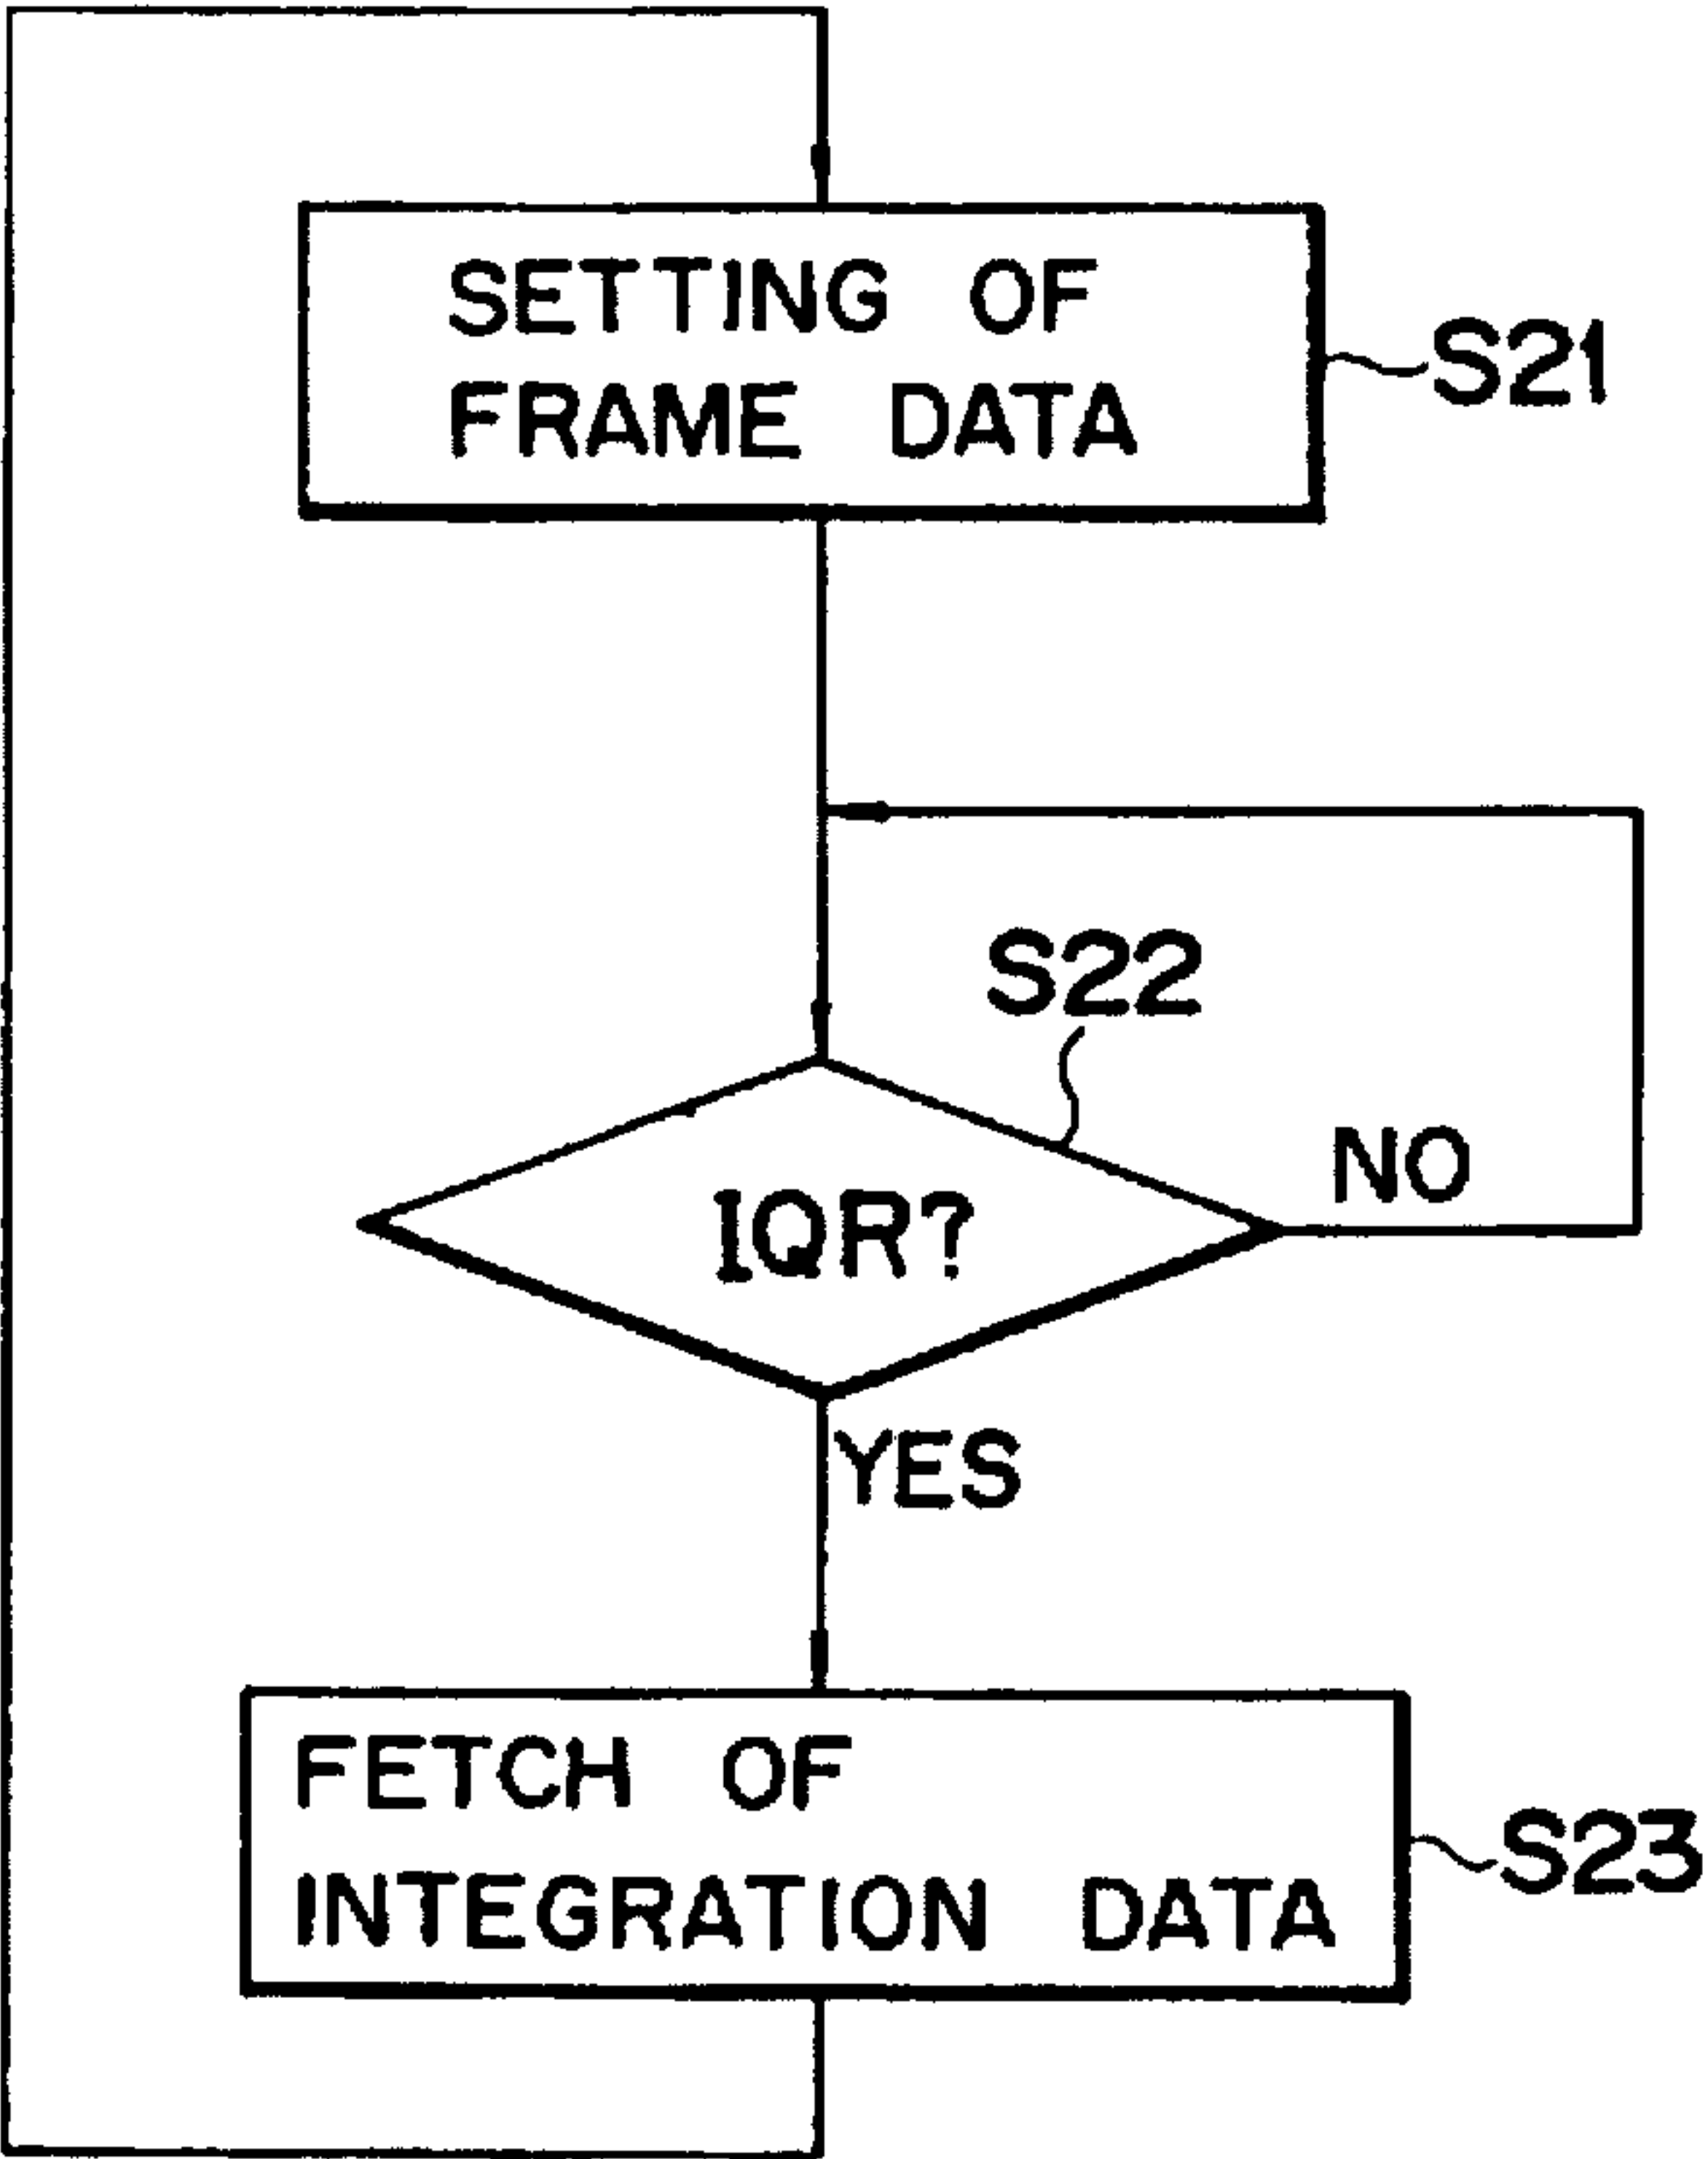 SETTING OF
FRAME DATA
S21
S22
NO
IQR?
YES
FETCH OF
INTEGRATION DATA
S23